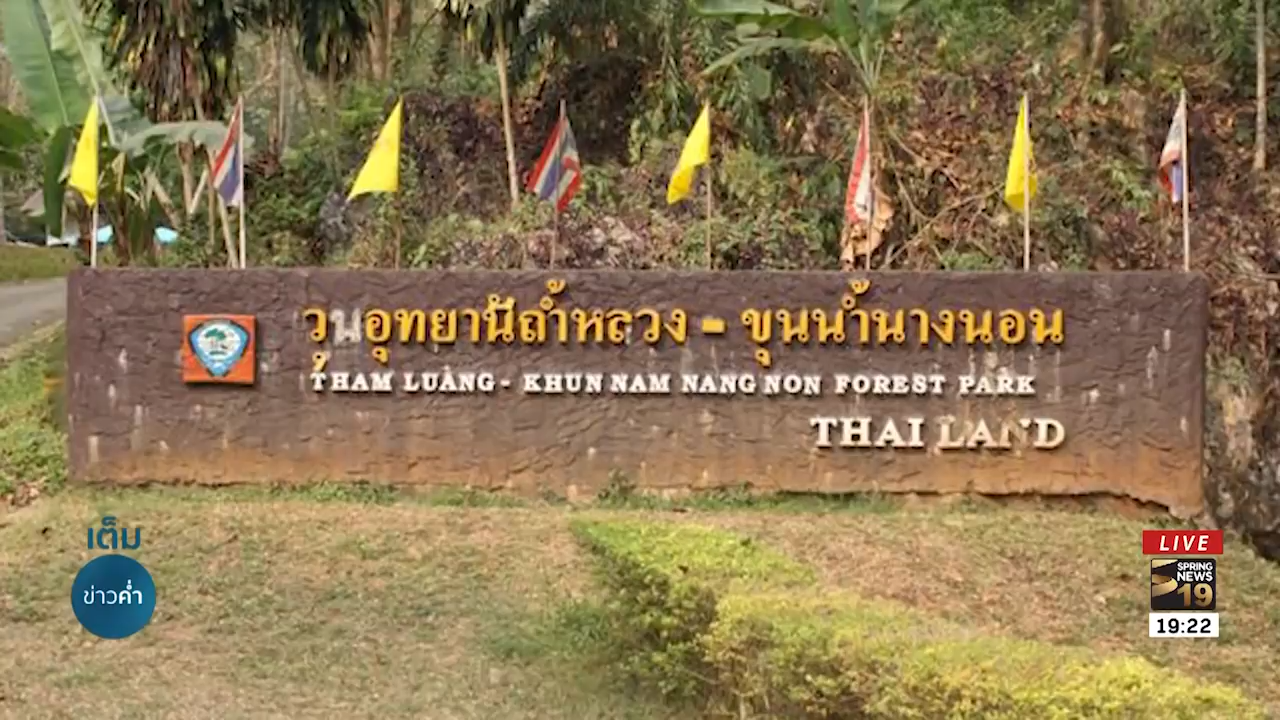 วนอุทยานถ้ำหลวง - ขุนน้ำนางนอน
THAM LUANG - KHUN NAM NANG NON FOREST PARK
THAILAND
เต็ม
ข่าวค่ำ
LIVE
SPRING
NEWS
19
19:22